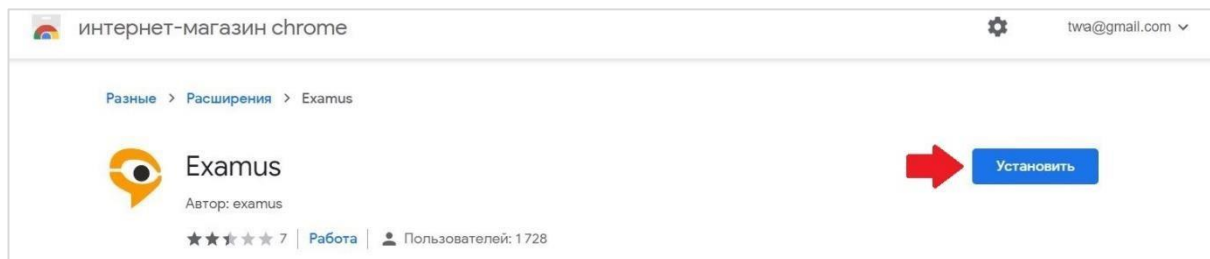 интернет-магазин chrome
twa@gmail.com
Разные > Расширения > Examus
Examus
Установить
Автор: examus
7 | Работа | Пользователей: 1 728